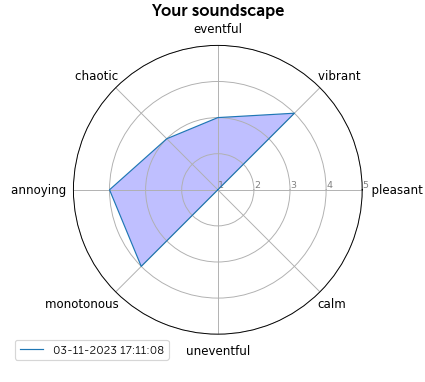 Your soundscape
eventful
chaotic
vibrant
annoying
1
2
3
4
5
pleasant
monotonous
calm
03-11-2023 17:11:08
uneventful